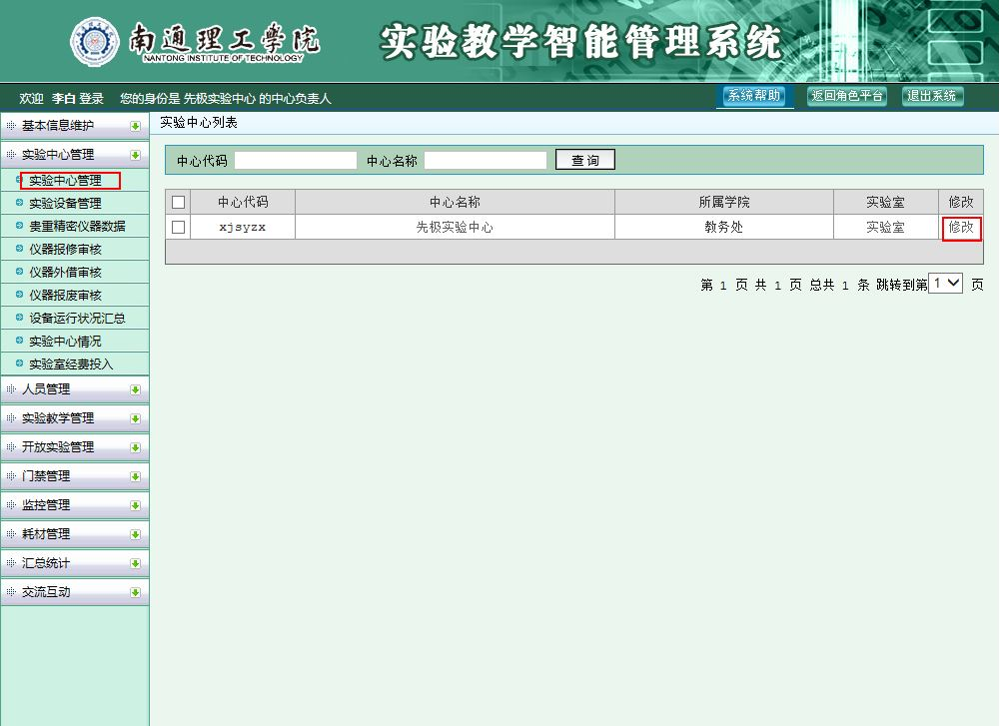 南通理工學院
NANTONG INSTITUTE OF TECHNOLOGY
实验教学智能管理系统
欢迎 李白 登录 您的身份是 先极实验中心 的中心负责人
系统帮助 返回角色平台 退出系统
基本信息维护
实验中心管理
实验中心管理
实验设备管理
贵重精密仪器数据
仪器报修审核
仪器外借审核
仪器报废审核
设备运行状况汇总
实验中心情况
实验室经费投入
人员管理
实验教学管理
开放实验管理
门禁管理
监控管理
耗材管理
汇总统计
交流互动
实验中心列表
中心代码 中心名称 查询
中心代码 中心名称 所属学院 实验室 修改
xjsyzx 先极实验中心 教务处 实验室 修改
第 1 页 共 1 页 总共 1 条 跳转到第 1 页